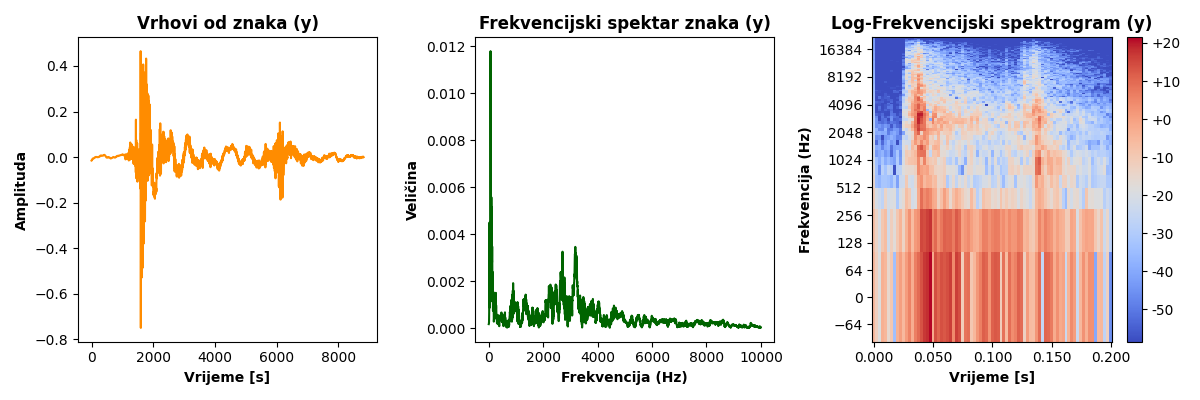 Vrhovi od znaka (y)
Amplituda
0.4
0.2
0.0
−0.2
−0.4
−0.6
−0.8
0 2000 4000 6000 8000
Vrijeme [s]
Frekvencijski spektar znaka (y)
Veličina
0.012
0.010
0.008
0.006
0.004
0.002
0.000
0 2000 4000 6000 8000 10000
Frekvencija (Hz)
Log-Frekvencijski spektrogram (y)
Frekvencija (Hz)
16384
8192
4096
2048
1024
512
256
128
64
0
−64
0.000 0.050 0.100 0.150 0.200
Vrijeme [s]
+20
+10
+0
-10
-20
-30
-40
-50